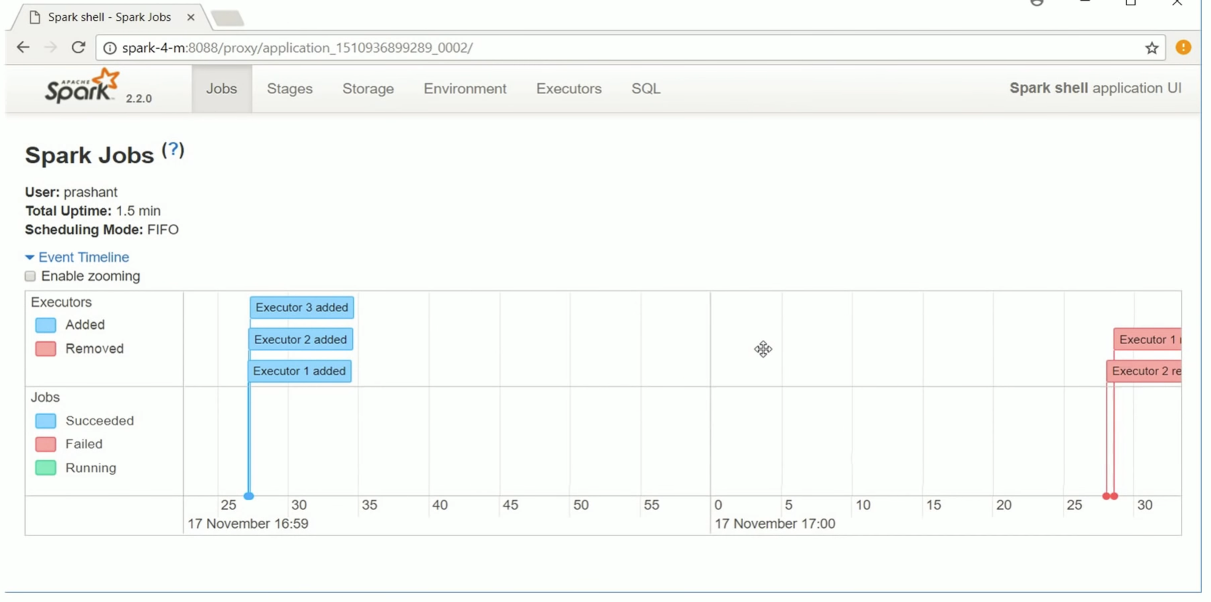 Spark shell - Spark Jobs
spark-4-m:8088/proxy/application_1510936899289_0002/
APACHE
Spark 2.2.0 Jobs Stages Storage Environment Executors SQL Spark shell application UI
Spark Jobs (?)
User: prashant
Total Uptime: 1.5 min
Scheduling Mode: FIFO
Event Timeline
Enable zooming
Executors
Added
Removed
Executor 3 added
Executor 2 added
Executor 1 added
Executor 1
Executor 2 re
Jobs
Succeeded
Failed
Running
25 30 35 40 45 50 55 0 5 10 15 20 25 30
17 November 16:59 17 November 17:00